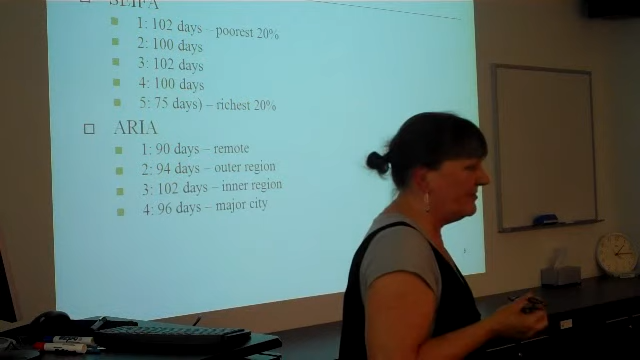 SEIFA
1: 102 days – poorest 20%
2: 100 days
3: 102 days
4: 100 days
5: 75 days) – richest 20%
ARIA
1: 90 days – remote
2: 94 days – outer region
3: 102 days – inner region
4: 96 days – major city